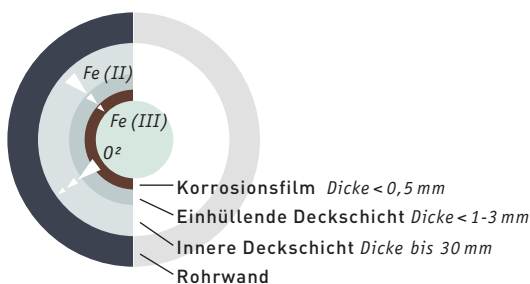 Fe (II)
Fe (III)
O²
Korrosionsfilm Dicke < 0,5 mm
Einhüllende Deckschicht Dicke < 1-3 mm
Innere Deckschicht Dicke bis 30 mm
Rohrwand